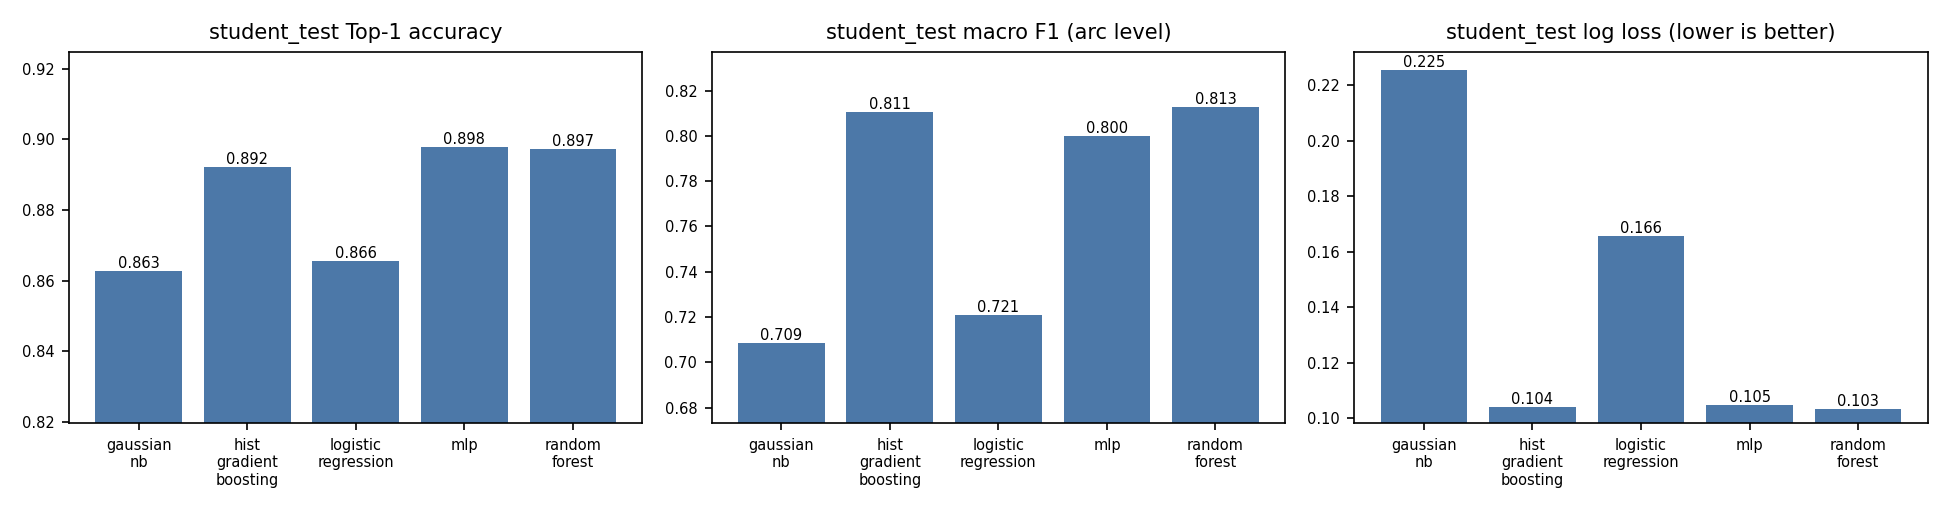 student_test Top-1 accuracy
0.92
0.90
0.88
0.86
0.84
0.82
0.863
0.892
0.866
0.898
0.897
gaussian
nb
hist
gradient
boosting
logistic
regression
mlp
random
forest
student_test macro F1 (arc level)
0.82
0.80
0.78
0.76
0.74
0.72
0.70
0.68
0.709
0.811
0.721
0.800
0.813
gaussian
nb
hist
gradient
boosting
logistic
regression
mlp
random
forest
student_test log loss (lower is better)
0.22
0.20
0.18
0.16
0.14
0.12
0.10
0.225
0.104
0.166
0.105
0.103
gaussian
nb
hist
gradient
boosting
logistic
regression
mlp
random
forest